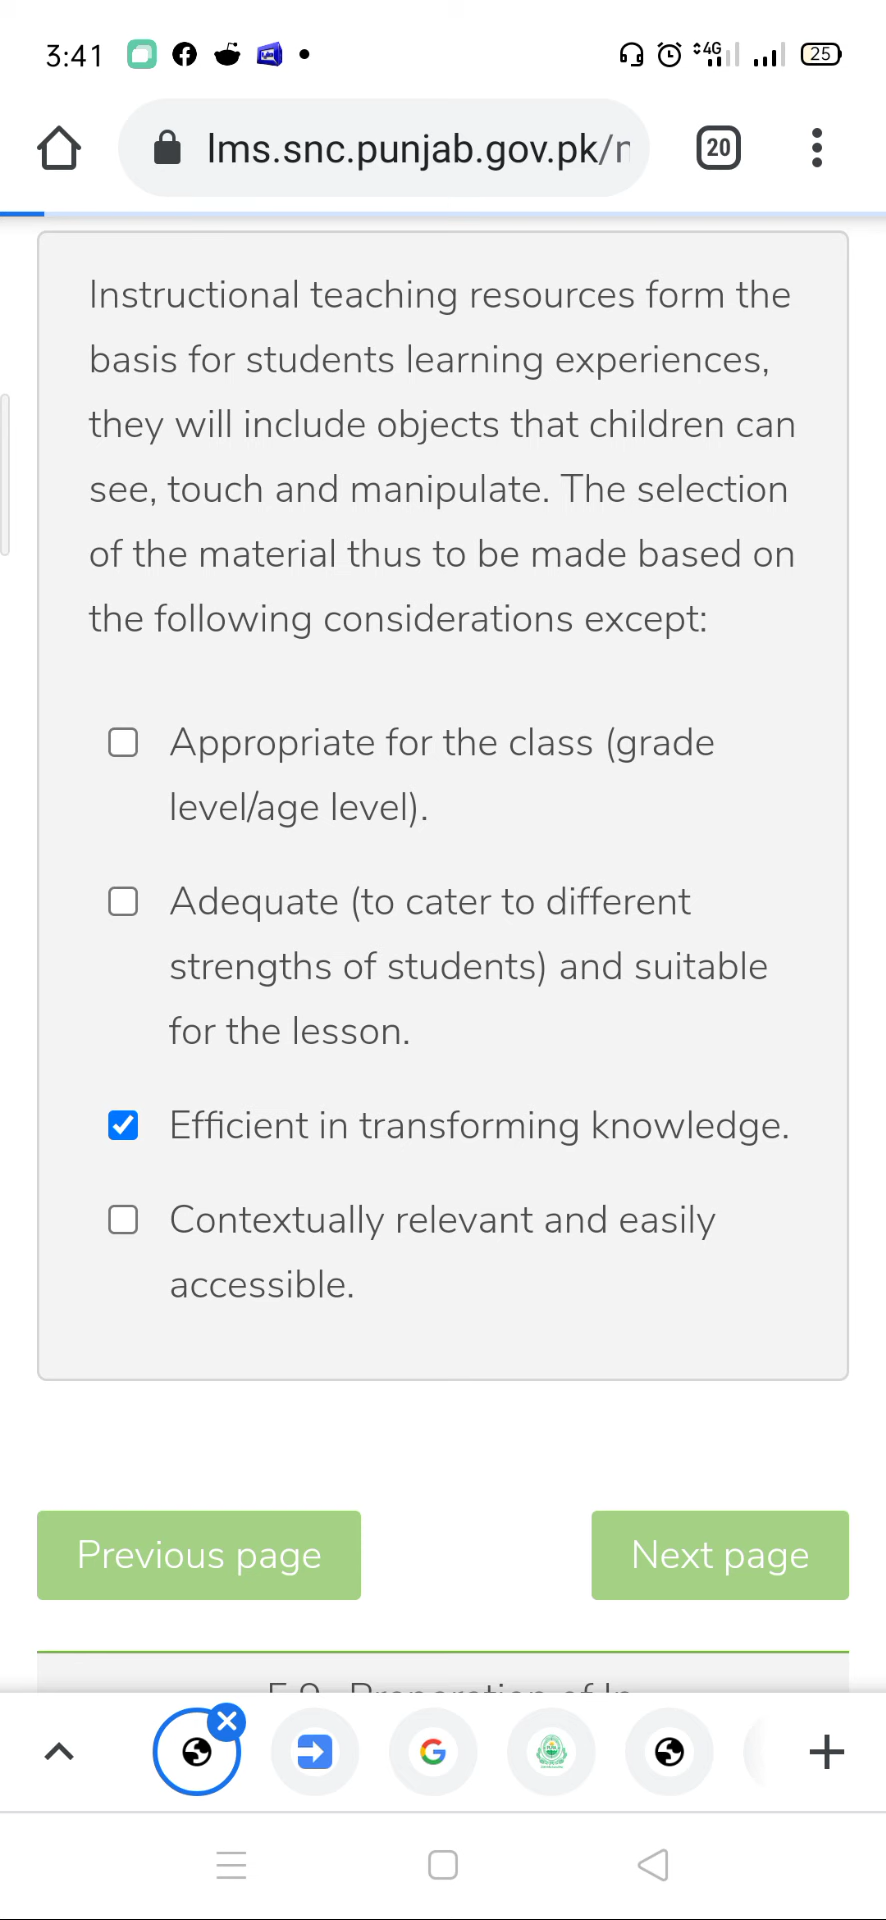 3:41
4G
25
lms.snc.punjab.gov.pk/n
20
Instructional teaching resources form the
basis for students learning experiences,
they will include objects that children can
see, touch and manipulate. The selection
of the material thus to be made based on
the following considerations except:
Appropriate for the class (grade
level/age level).
Adequate (to cater to different
strengths of students) and suitable
for the lesson.
Efficient in transforming knowledge.
Contextually relevant and easily
accessible.
Previous page
Next page
Preparation of In